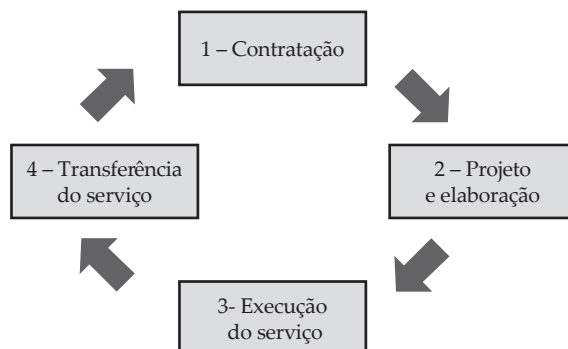 1 – Contratação
2 – Projeto
e elaboração
3- Execução
do serviço
4 – Transferência
do serviço